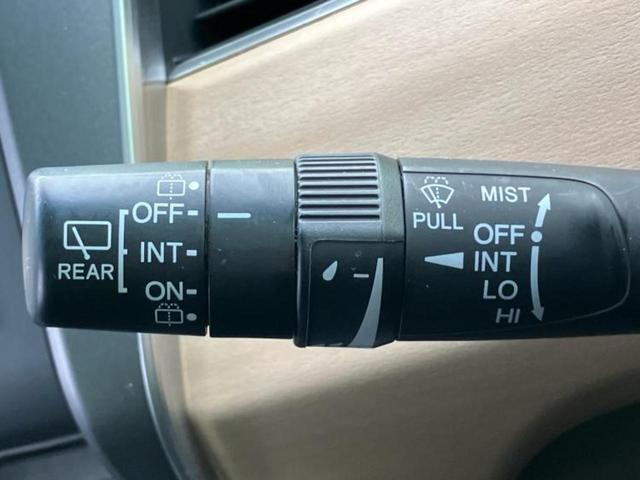 OFF
INT
REAR
ON
PULL
MIST
OFF
INT
LO
HI